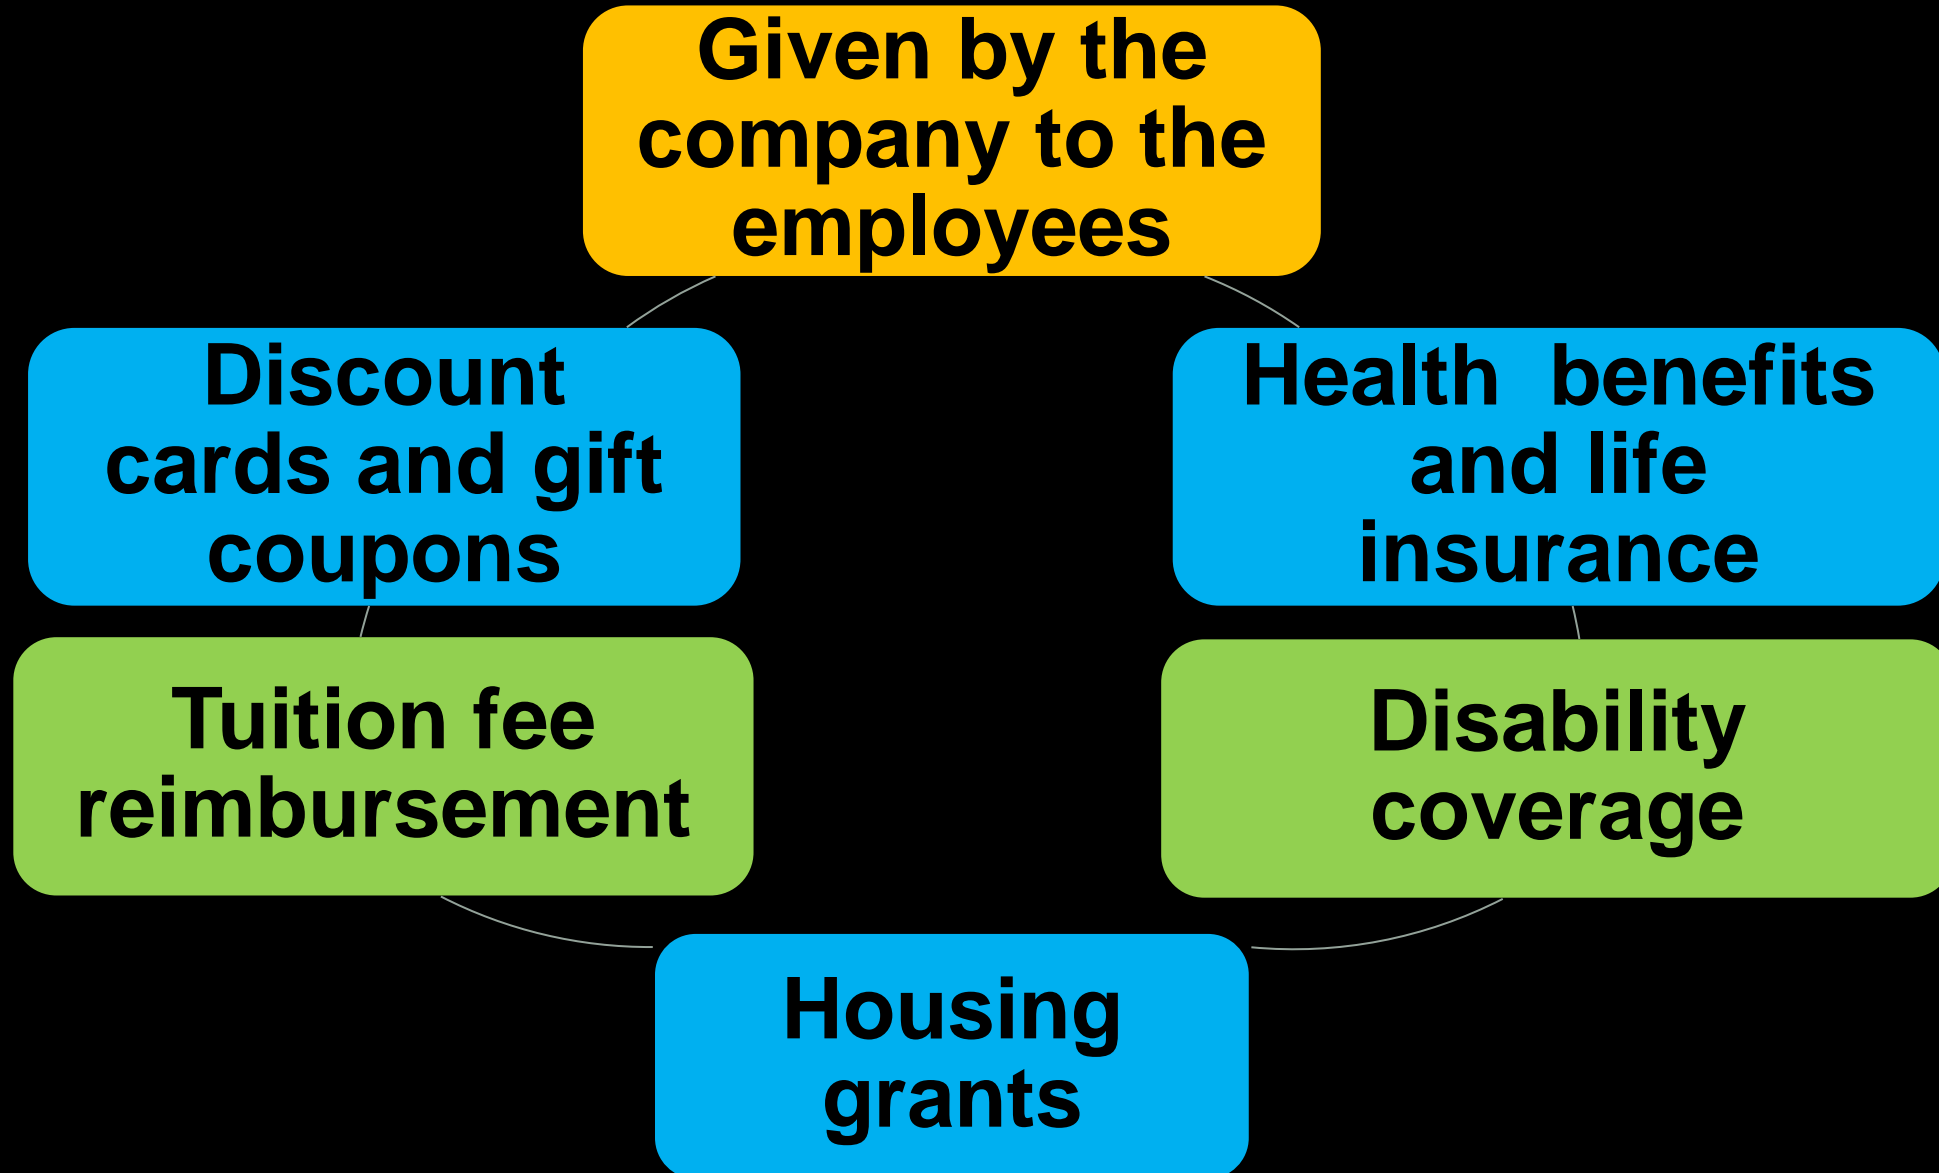 Given by the
company to the
employees
Discount
cards and gift
coupons
Health  benefits
and life
insurance
Tuition fee
reimbursement
Disability
coverage
Housing
grants